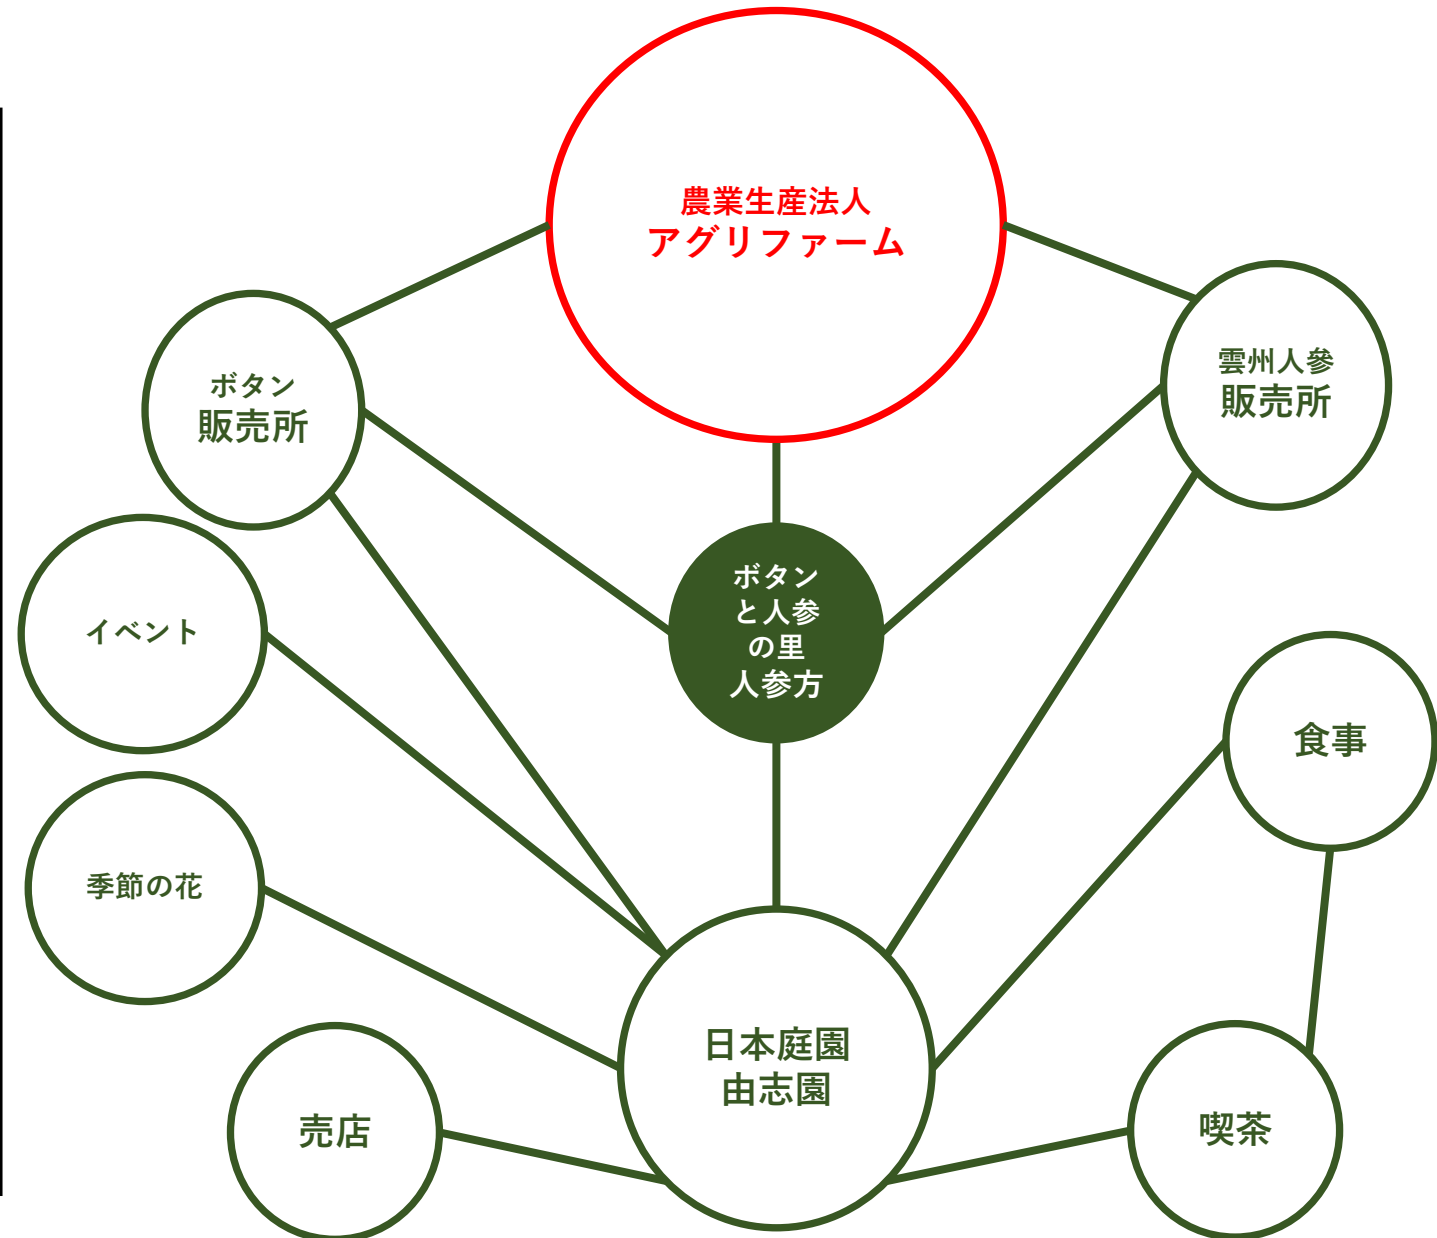 農業生産法人
アグリファーム
ボタン
販売所
雲州人參
販売所
ボタン
と人参
の里
人参方
イベント
食事
季節の花
日本庭園
由志園
売店
喫茶